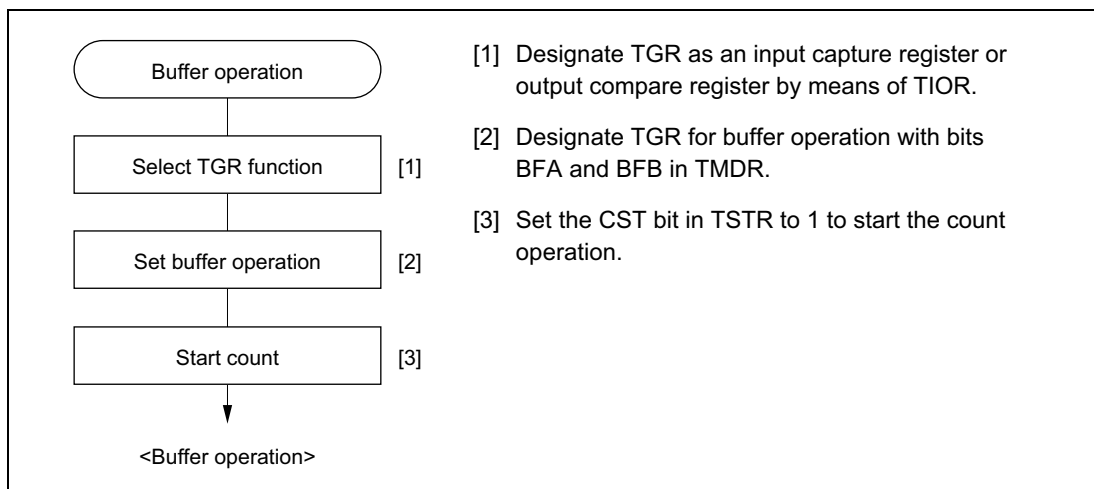 Buffer operation
Select TGR function [1]
Set buffer operation [2]
Start count [3]
<Buffer operation>
[1] Designate TGR as an input capture register or
output compare register by means of TIOR.
[2] Designate TGR for buffer operation with bits
BFA and BFB in TMDR.
[3] Set the CST bit in TSTR to 1 to start the count
operation.